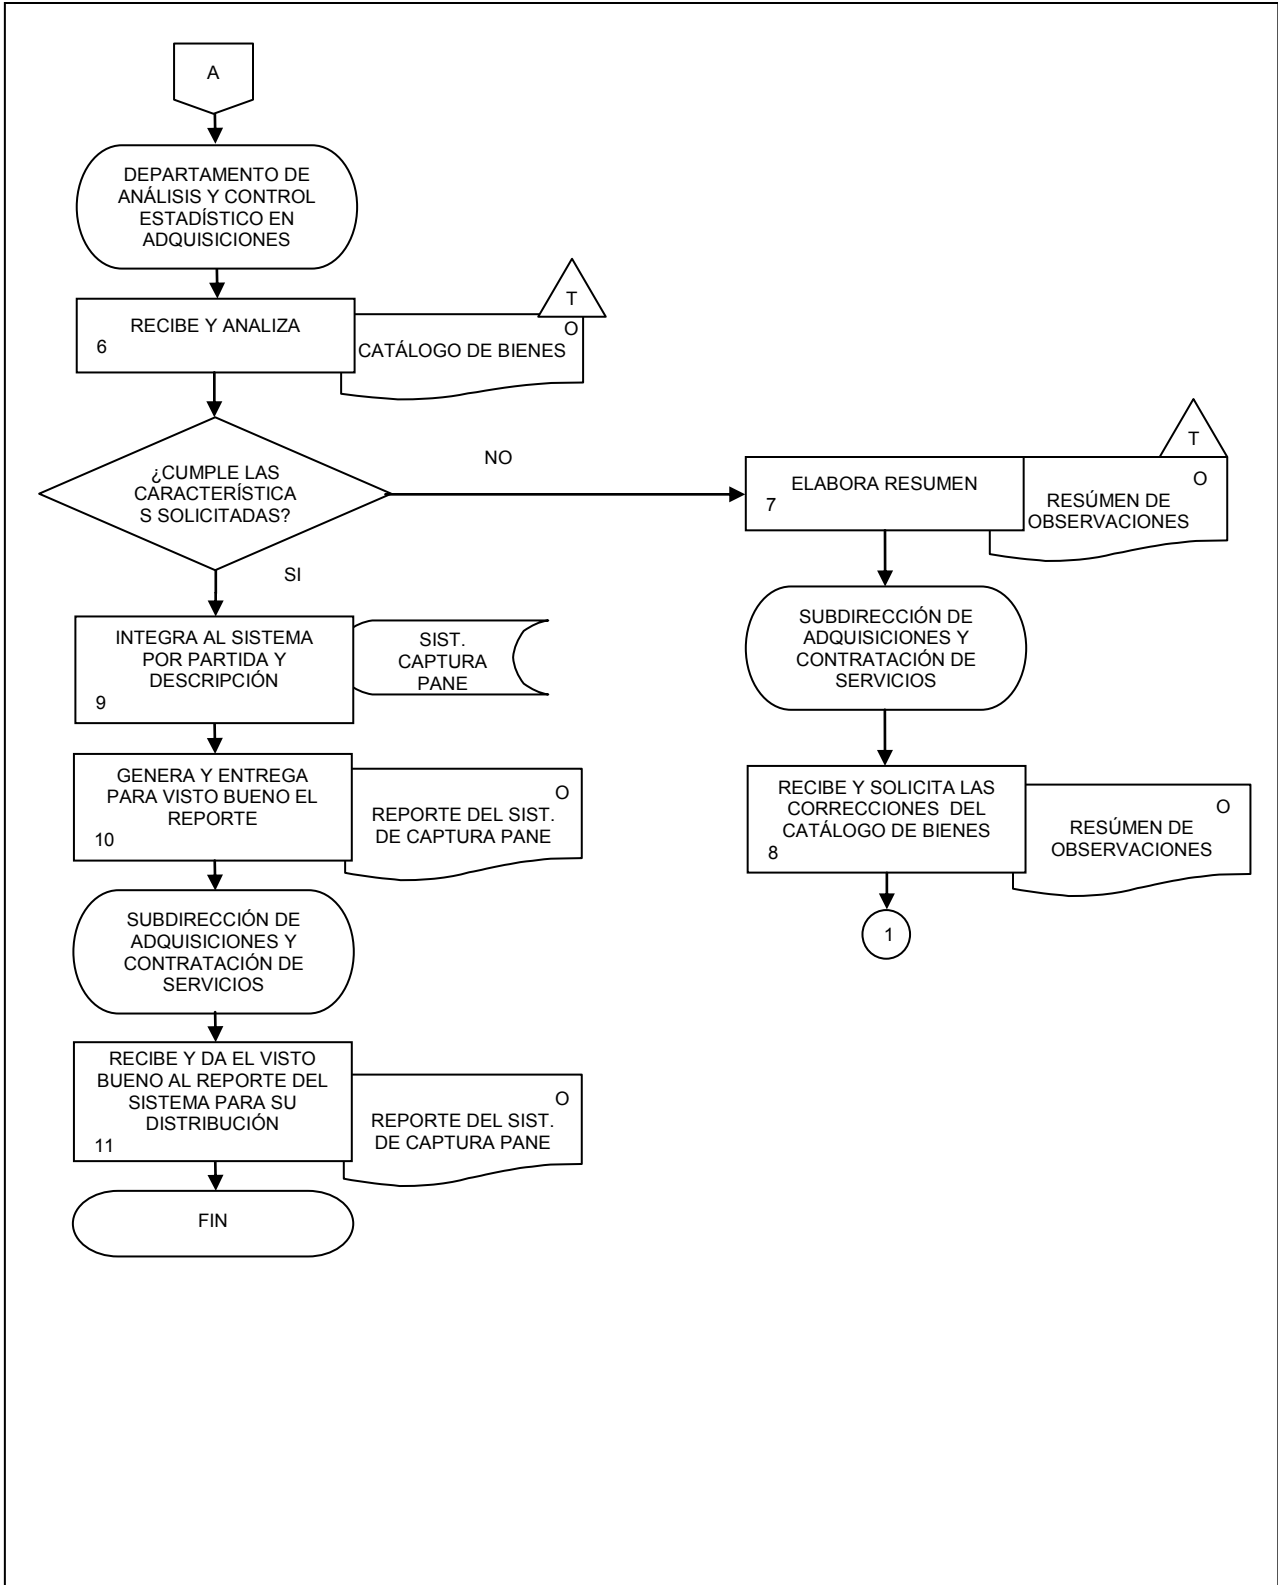 A
DEPARTAMENTO DE
ANÁLISIS Y CONTROL
ESTADÍSTICO EN
ADQUISICIONES
RECIBE Y ANALIZA
6
T
O
CATÁLOGO DE BIENES
¿CUMPLE LAS
CARACTERÍSTICA
S SOLICITADAS?
NO
SI
T
ELABORA RESUMEN
7
O
RESÚMEN DE
OBSERVACIONES
SUBDIRECCIÓN DE
ADQUISICIONES Y
CONTRATACIÓN DE
SERVICIOS
RECIBE Y SOLICITA LAS
CORRECCIONES  DEL
CATÁLOGO DE BIENES
8
O
RESÚMEN DE
OBSERVACIONES
1
INTEGRA AL SISTEMA
POR PARTIDA Y
DESCRIPCIÓN
9
SIST.
CAPTURA
PANE
GENERA Y ENTREGA
PARA VISTO BUENO EL
REPORTE
10
O
REPORTE DEL SIST.
DE CAPTURA PANE
SUBDIRECCIÓN DE
ADQUISICIONES Y
CONTRATACIÓN DE
SERVICIOS
RECIBE Y DA EL VISTO
BUENO AL REPORTE DEL
SISTEMA PARA SU
DISTRIBUCIÓN
11
O
REPORTE DEL SIST.
DE CAPTURA PANE
FIN